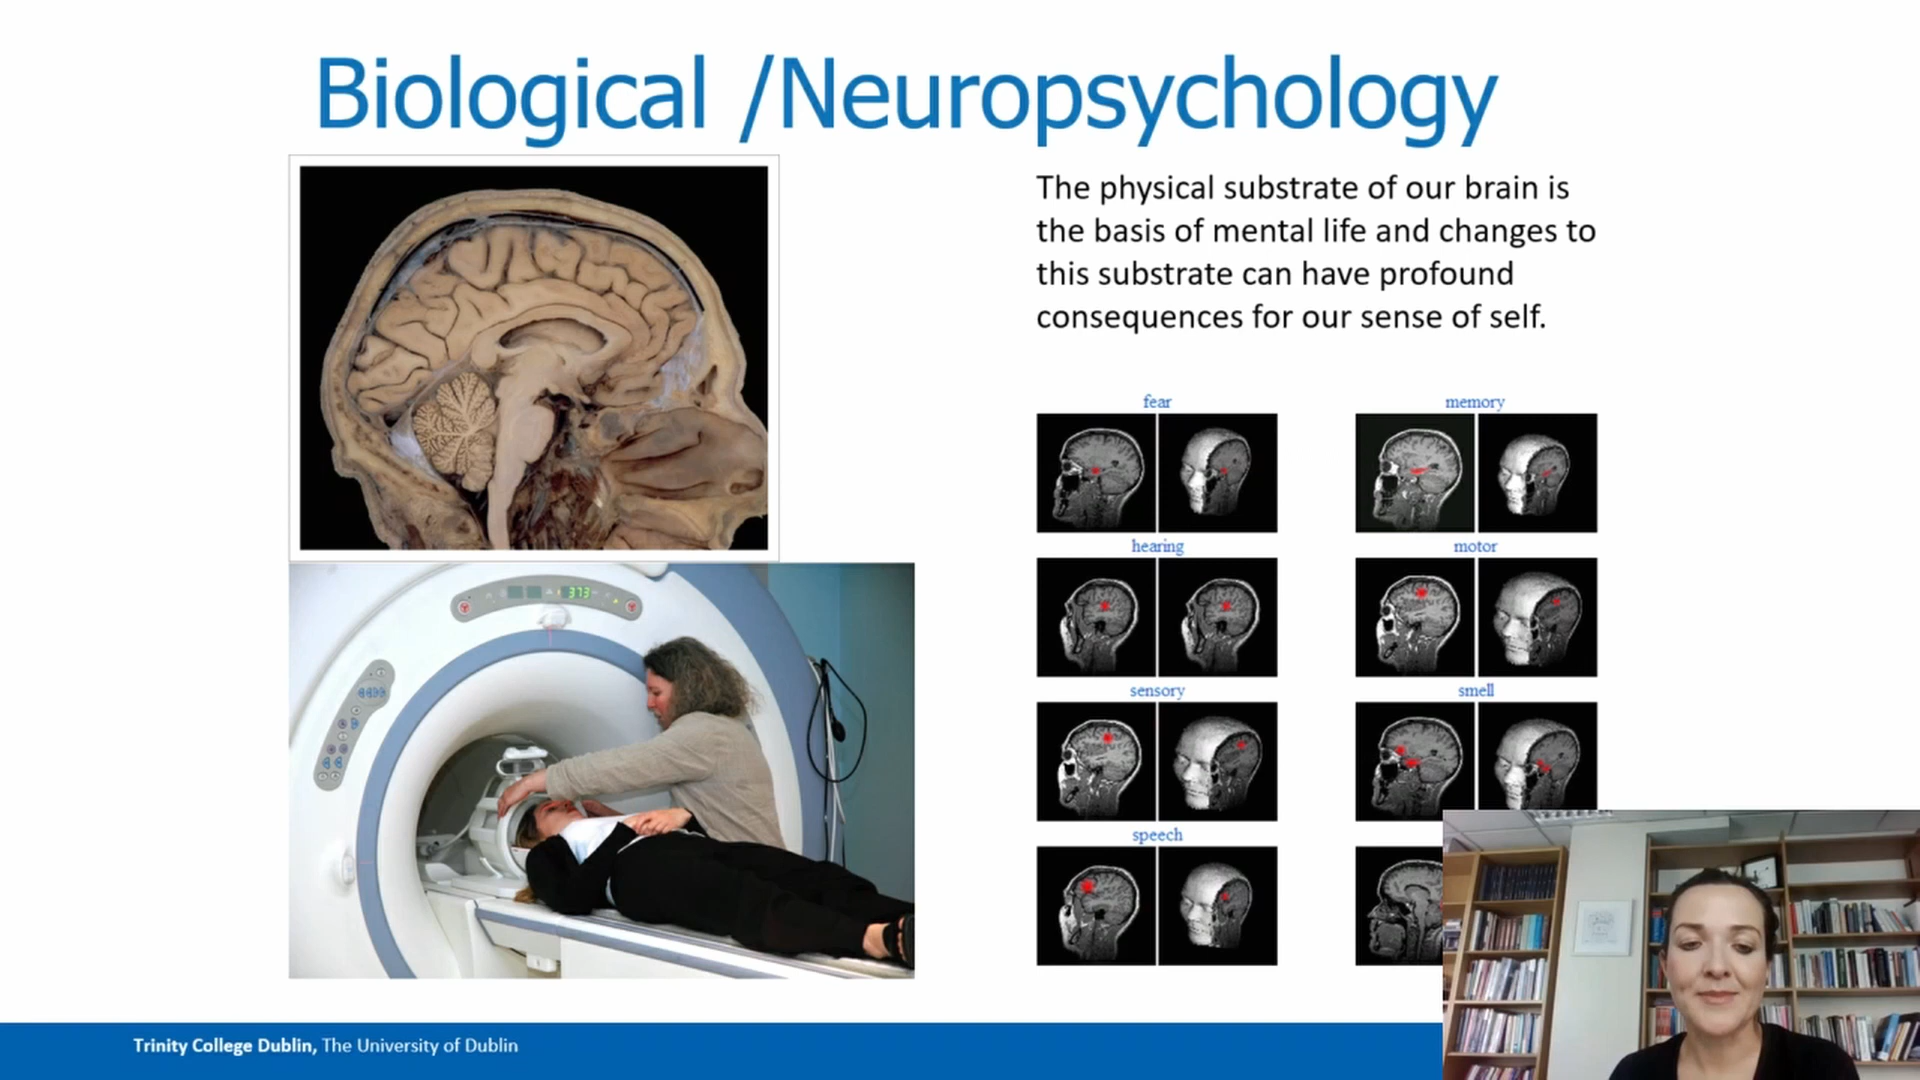 Biological /Neuropsychology
The physical substrate of our brain is
the basis of mental life and changes to
this substrate can have profound
consequences for our sense of self.
fear
memory
hearing
motor
sensory
smell
speech
373
Trinity College Dublin, The University of Dublin